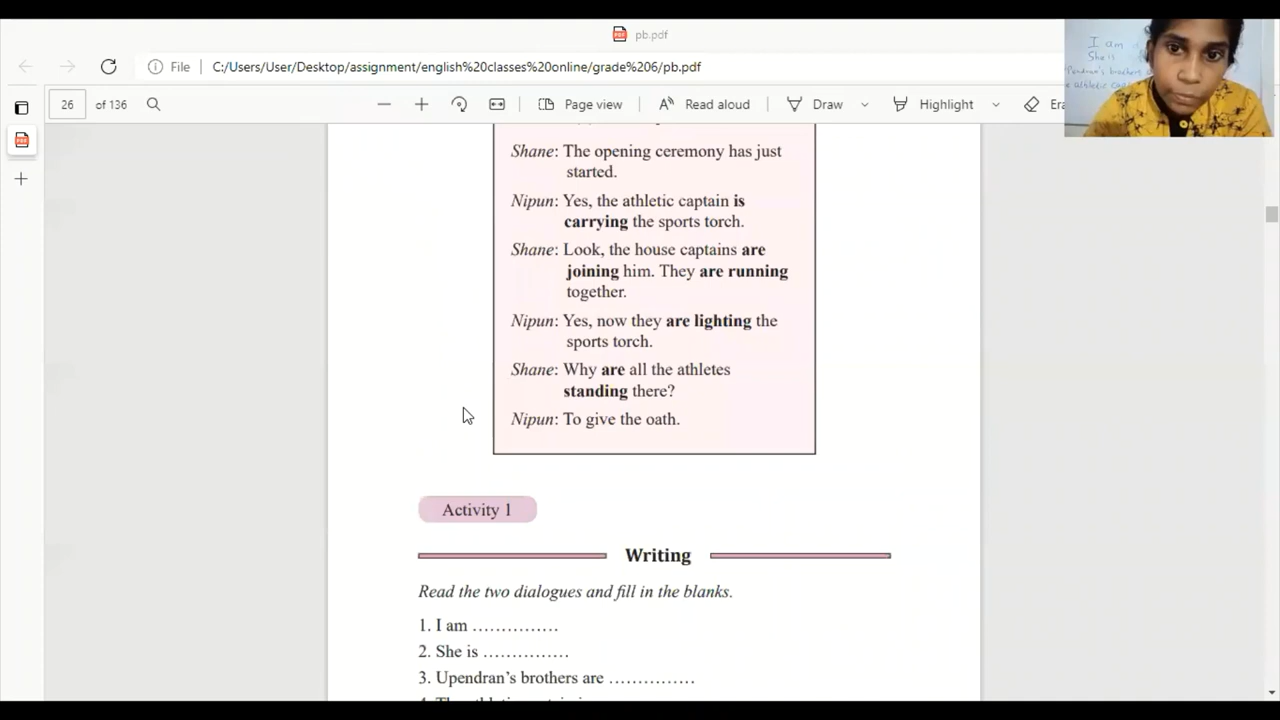 pb.pdf
File C:/Users/User/Desktop/assignment/english%20classes%20online/grade%206/pb.pdf
26 of 136 Page view Read aloud Draw Highlight
I am
She is
Shane: The opening ceremony has just
started.
Nipun: Yes, the athletic captain is
carrying the sports torch.
Shane: Look, the house captains are
joining him. They are running
together.
Nipun: Yes, now they are lighting the
sports torch.
Shane: Why are all the athletes
standing there?
Nipun: To give the oath.
Activity 1
Writing
Read the two dialogues and fill in the blanks.
1. I am ...............
2. She is ...............
3. Upendran's brothers are ...............